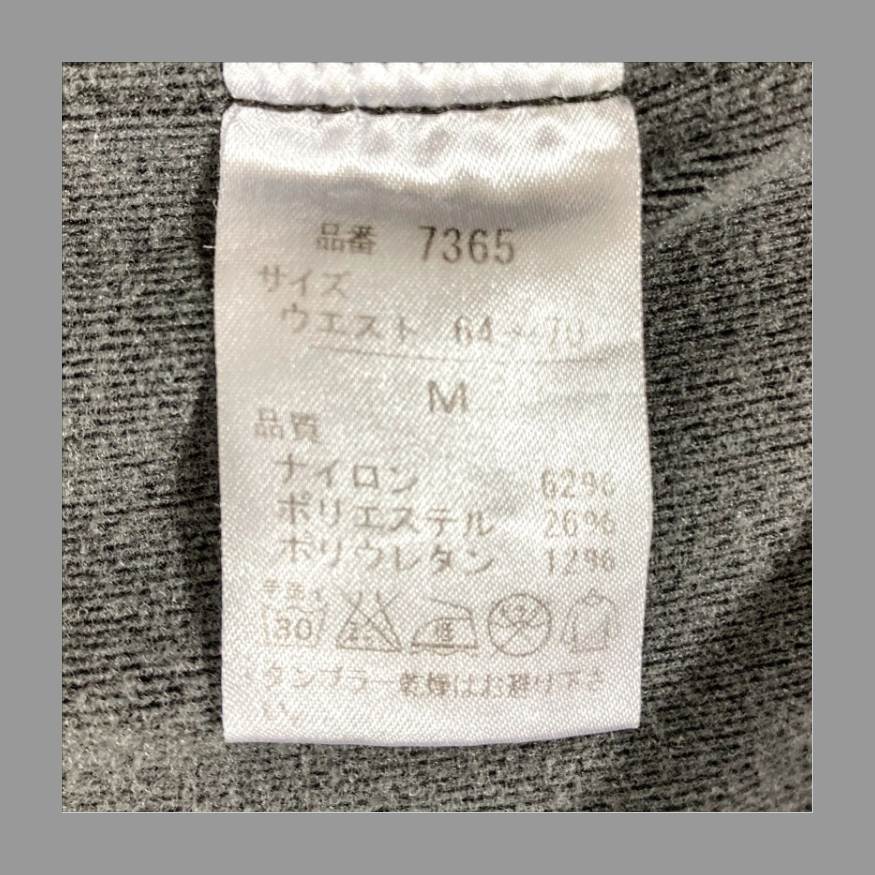 品番 7365
サイズ
ウエスト 64~70
M
品質
ナイロン 62%
ポリエステル 26%
ポリウレタン 12%
手洗イ
30 低
タンブラー乾燥はお避け下さ
い